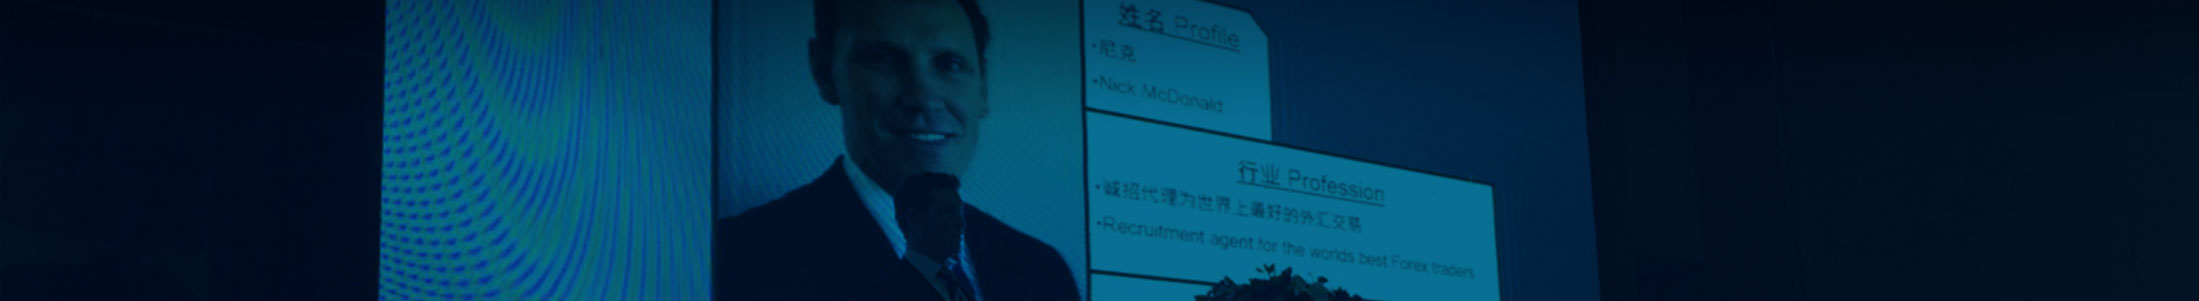 姓名 Profile
•尼克
•Nick McDonald
行业 Profession
•诚招代理为世界上最好的外汇交易
•Recruitment agent for the worlds best Forex traders